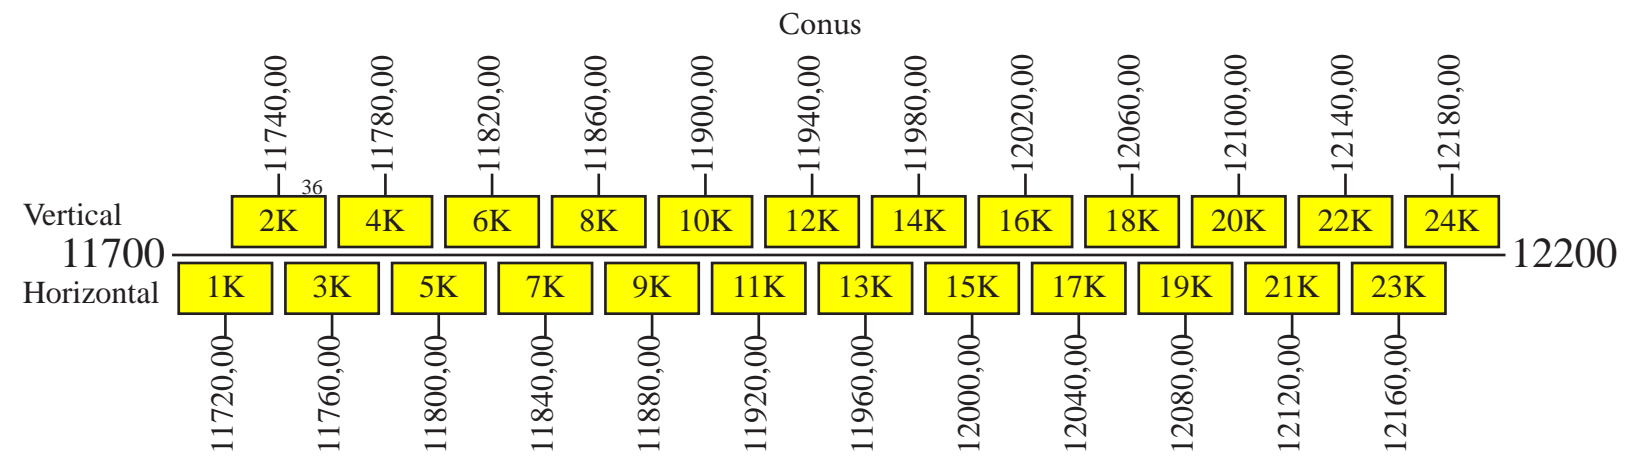 Conus
11740,00 11780,00 11820,00 11860,00 11900,00 11940,00 11980,00 12020,00 12060,00 12100,00 12140,00 12180,00
36
Vertical 2K 4K 6K 8K 10K 12K 14K 16K 18K 20K 22K 24K
11700 12200
Horizontal 1K 3K 5K 7K 9K 11K 13K 15K 17K 19K 21K 23K
11720,00 11760,00 11800,00 11840,00 11880,00 11920,00 11960,00 12000,00 12040,00 12080,00 12120,00 12160,00